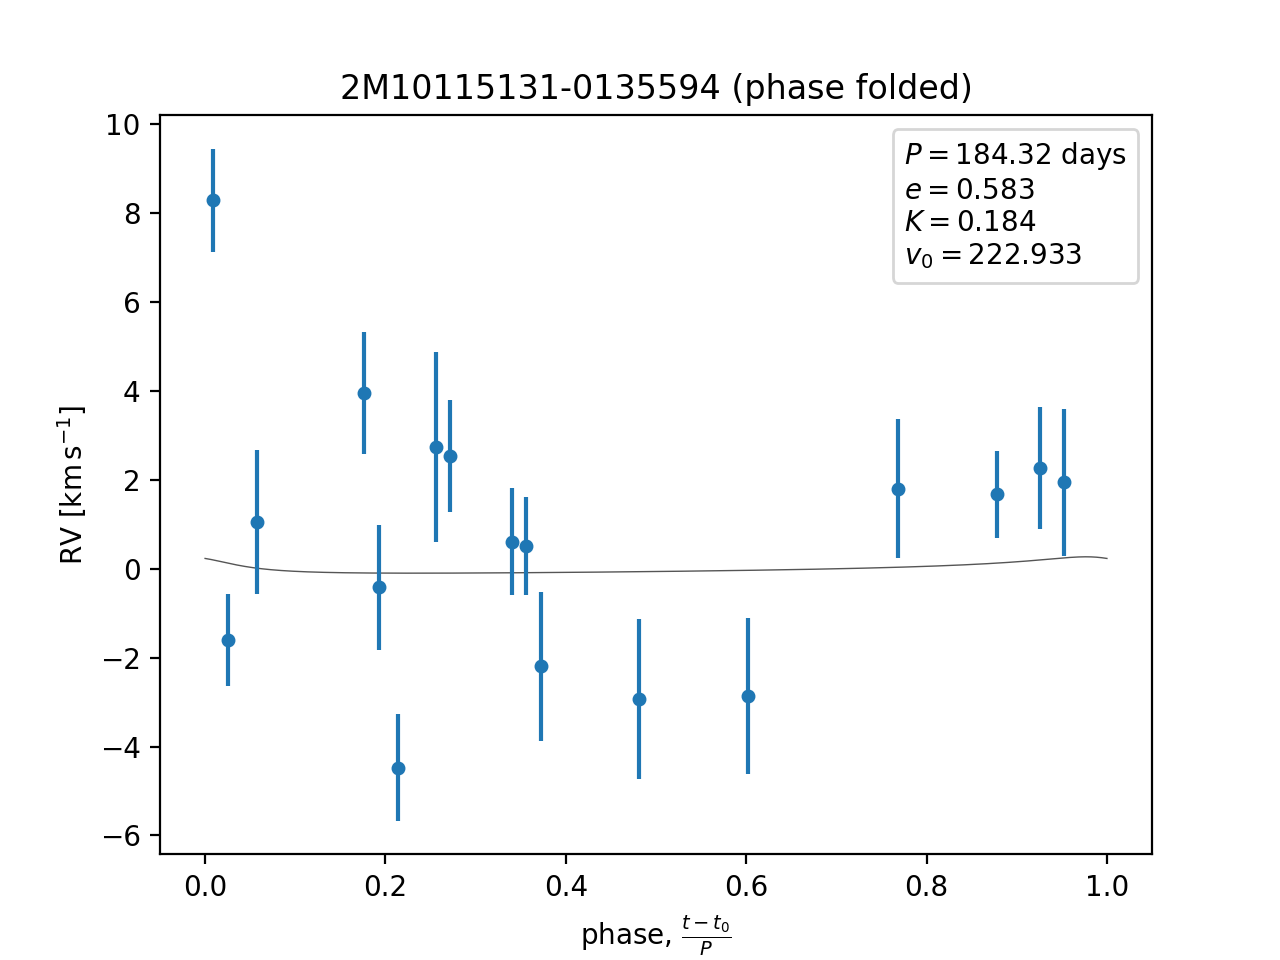 2M10115131-0135594 (phase folded)
P = 184.32 days
e = 0.583
K = 0.184
v₀ = 222.933
RV [km s⁻¹]
10
8
6
4
2
0
−2
−4
−6
0.0 0.2 0.4 0.6 0.8 1.0
phase, (t − t₀)/P